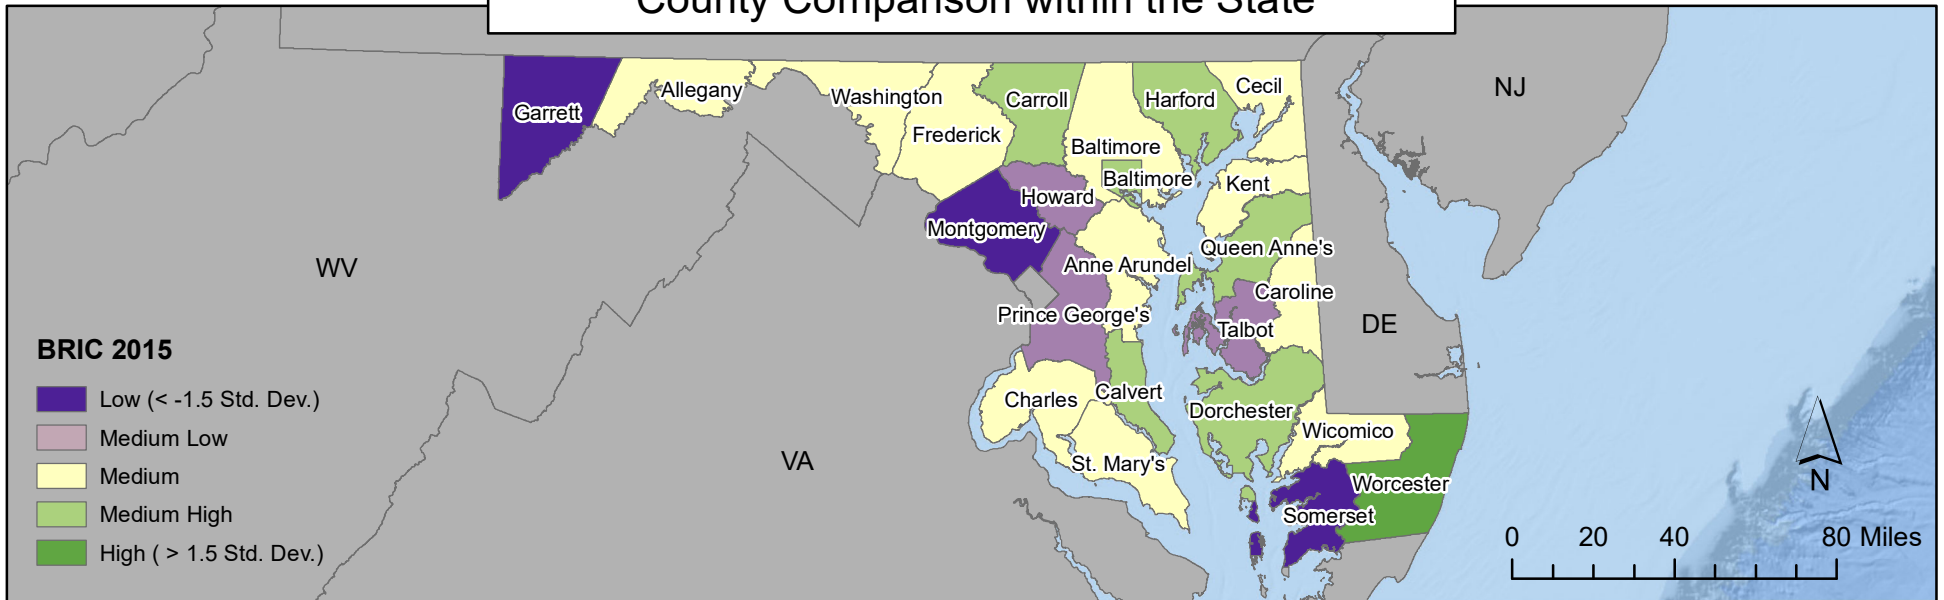 County Comparison within the State
NJ
Garrett
Allegany
Washington
Frederick
Carroll
Baltimore
Harford
Cecil
Baltimore
Kent
Howard
Montgomery
Queen Anne's
Anne Arundel
Caroline
Prince George's
Talbot
DE
WV
Charles
Calvert
Dorchester
Wicomico
St. Mary's
Worcester
Somerset
VA
BRIC 2015
Low (< -1.5 Std. Dev.)
Medium Low
Medium
Medium High
High ( > 1.5 Std. Dev.)
N
0 20 40 80 Miles